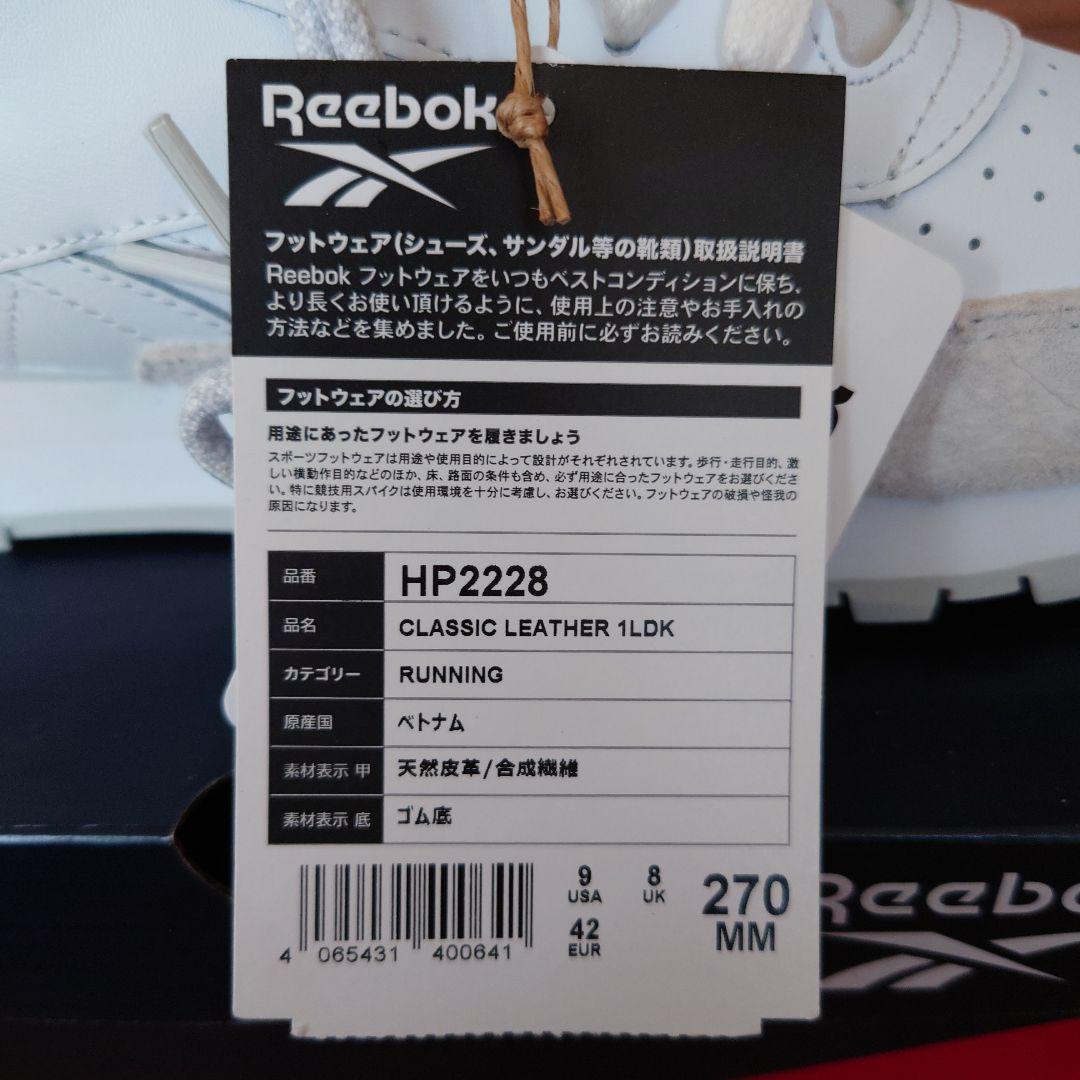 Reebok
フットウェア(シューズ、サンダル等の靴類)取扱説明書
Reebok フットウェアをいつもベストコンディションに保ち、
より長くお使い頂けるように、使用上の注意やお手入れの
方法などを集めました。ご使用前に必ずお読みください。
フットウェアの選び方
用途にあったフットウェアを履きましょう
スポーツフットウェアは用途や使用目的によって設計がそれぞれされています。歩行・走行目的、激
しい横動作目的などのほか、床、路面の条件も含め、必ず用途に合ったフットウェアをお選びくださ
い。特に競技用スパイクは使用環境を十分に考慮し、お選びください。フットウェアの破損や怪我の
原因になります。
品番 HP2228
品名 CLASSIC LEATHER 1LDK
カテゴリー RUNNING
原産国 ベトナム
素材表示 甲 天然皮革/合成繊維
素材表示 底 ゴム底
9 8 270
USA UK MM
42
EUR
4 065431 400641
Reebo